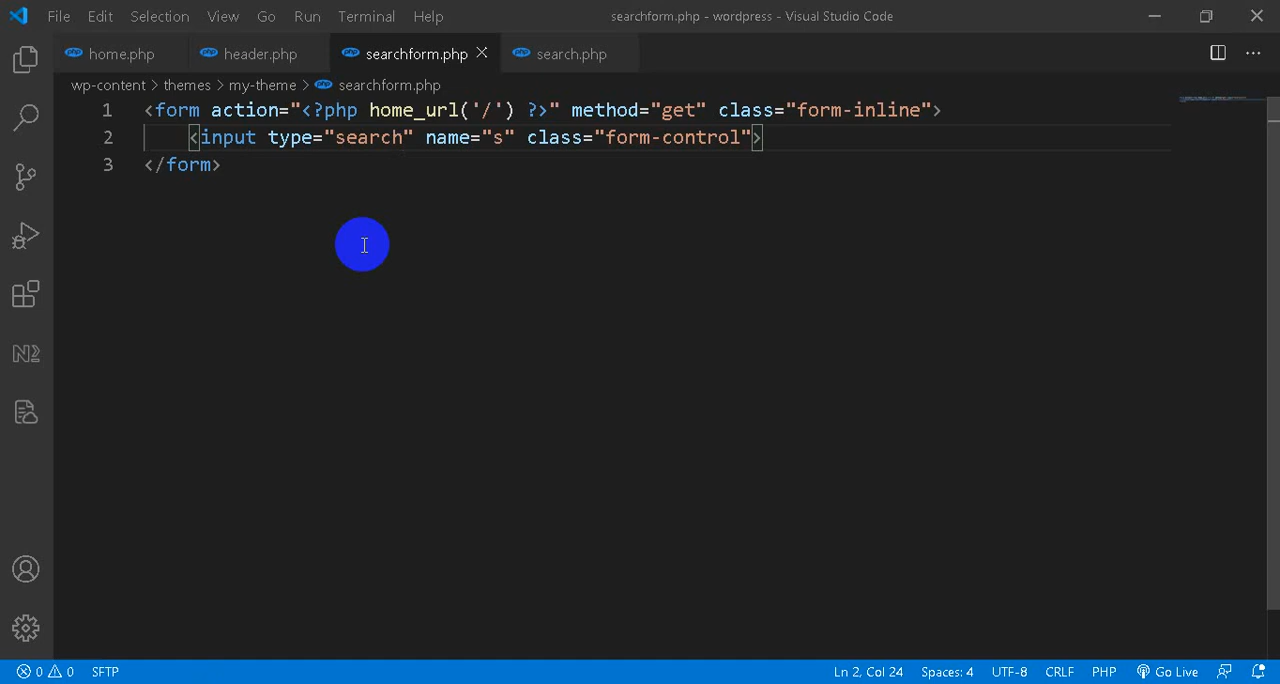 File Edit Selection View Go Run Terminal Help searchform.php - wordpress - Visual Studio Code
home.php header.php searchform.php search.php
wp-content > themes > my-theme > searchform.php
1 <form action="<?php home_url('/') ?>" method="get" class="form-inline">
2 <input type="search" name="s" class="form-control">
3 </form>
0 0 SFTP Ln 2, Col 24 Spaces: 4 UTF-8 CRLF PHP Go Live